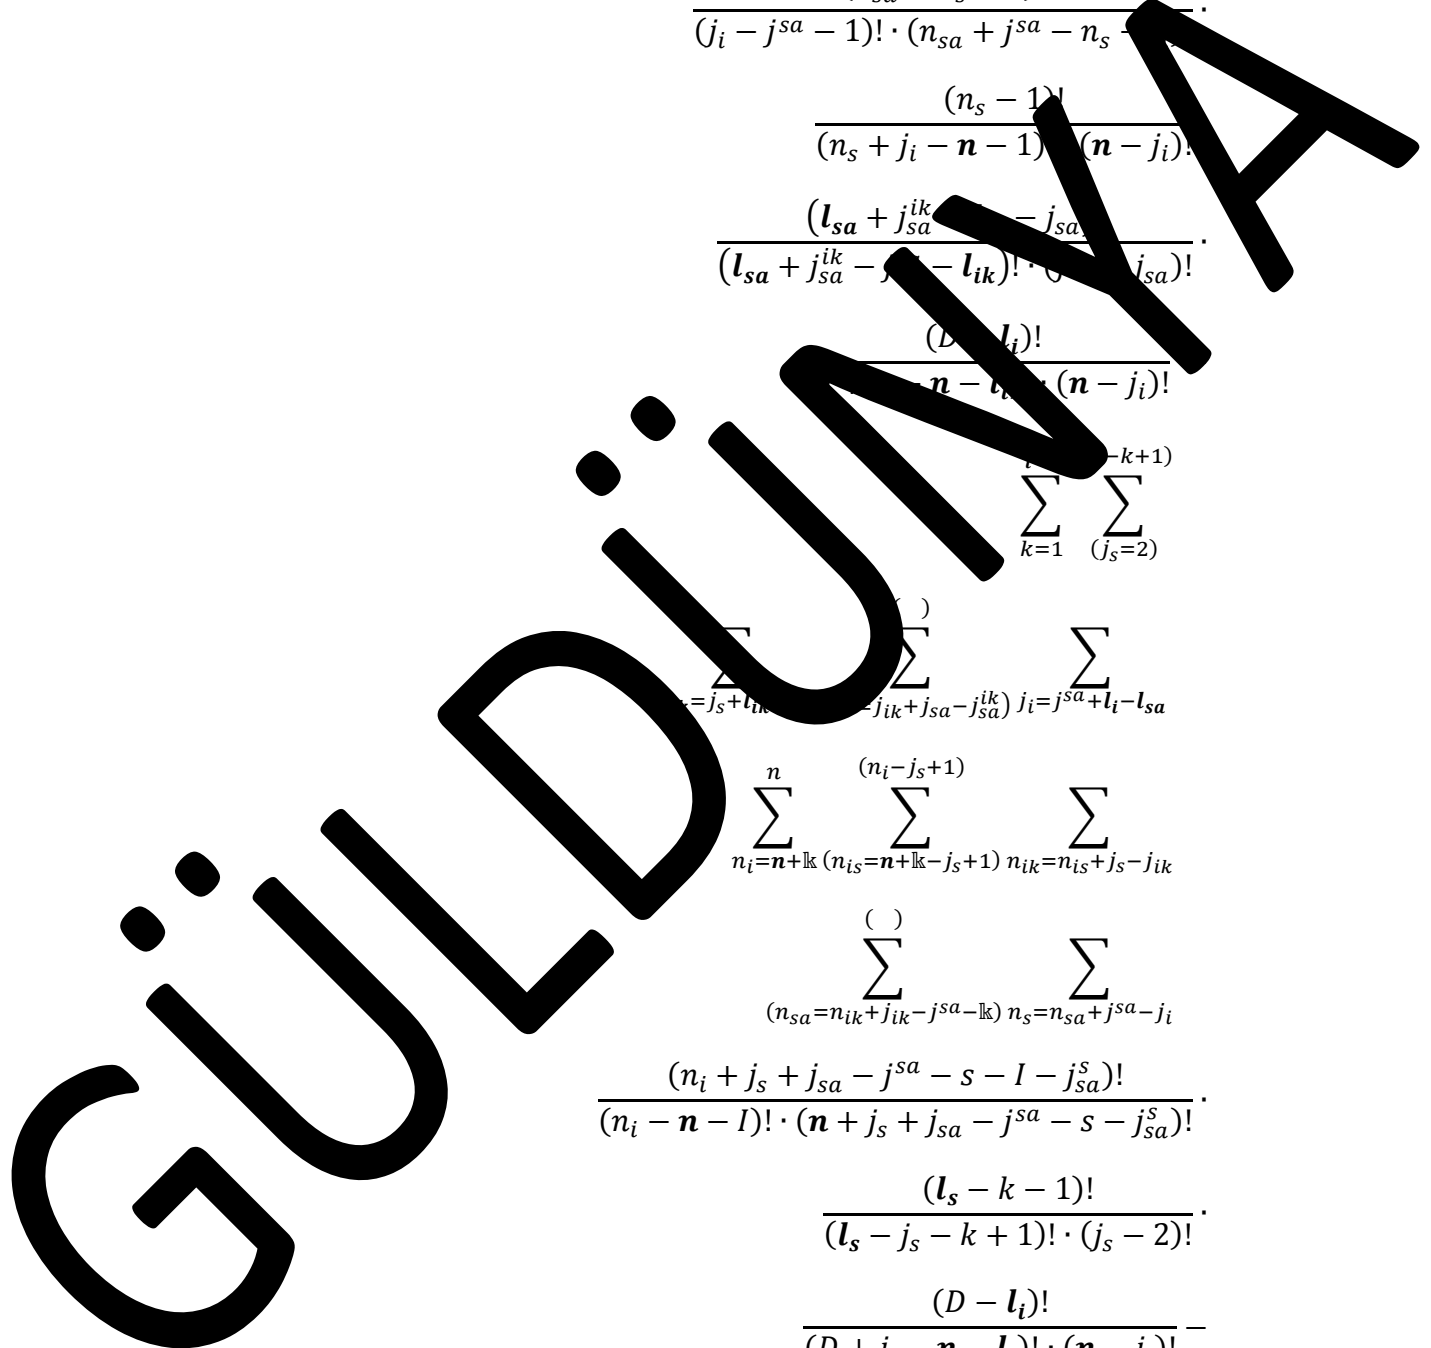 (j_i − j^{sa} − 1)! · (n_{sa} + j^{sa} − n_s −
(n_s − 1)!
(n_s + j_i − **n** − 1) (**n** − j_i)!
(**l_{sa}** + j_{sa}^{ik} − j_{sa}
(**l_{sa}** + j_{sa}^{ik} − − **l_{ik}**)! · j_{sa})!
(D **l_i**)!
**n** − · (**n** − j_i)!
−k+1)
∑ ∑
k=1 (j_s=2)
( )
∑ ∑ ∑
=j_s+**l_{ik}** =j_{ik}+j_{sa}−j_{sa}^{ik}) j_i=j^{sa}+**l_i**−**l_{sa}**
n (n_i−j_s+1)
∑ ∑ ∑
n_i=**n**+𝕜 (n_{is}=**n**+𝕜−j_s+1) n_{ik}=n_{is}+j_s−j_{ik}
( )
∑ ∑
(n_{sa}=n_{ik}+j_{ik}−j^{sa}−𝕜) n_s=n_{sa}+j^{sa}−j_i
(n_i + j_s + j_{sa} − j^{sa} − s − I − j_{sa}^s)!
(n_i − **n** − I)! · (**n** + j_s + j_{sa} − j^{sa} − s − j_{sa}^s)! ·
(**l_s** − k − 1)!
(**l_s** − j_s − k + 1)! · (j_s − 2)! ·
(D − **l_i**)! −
GÜLDÜNYA